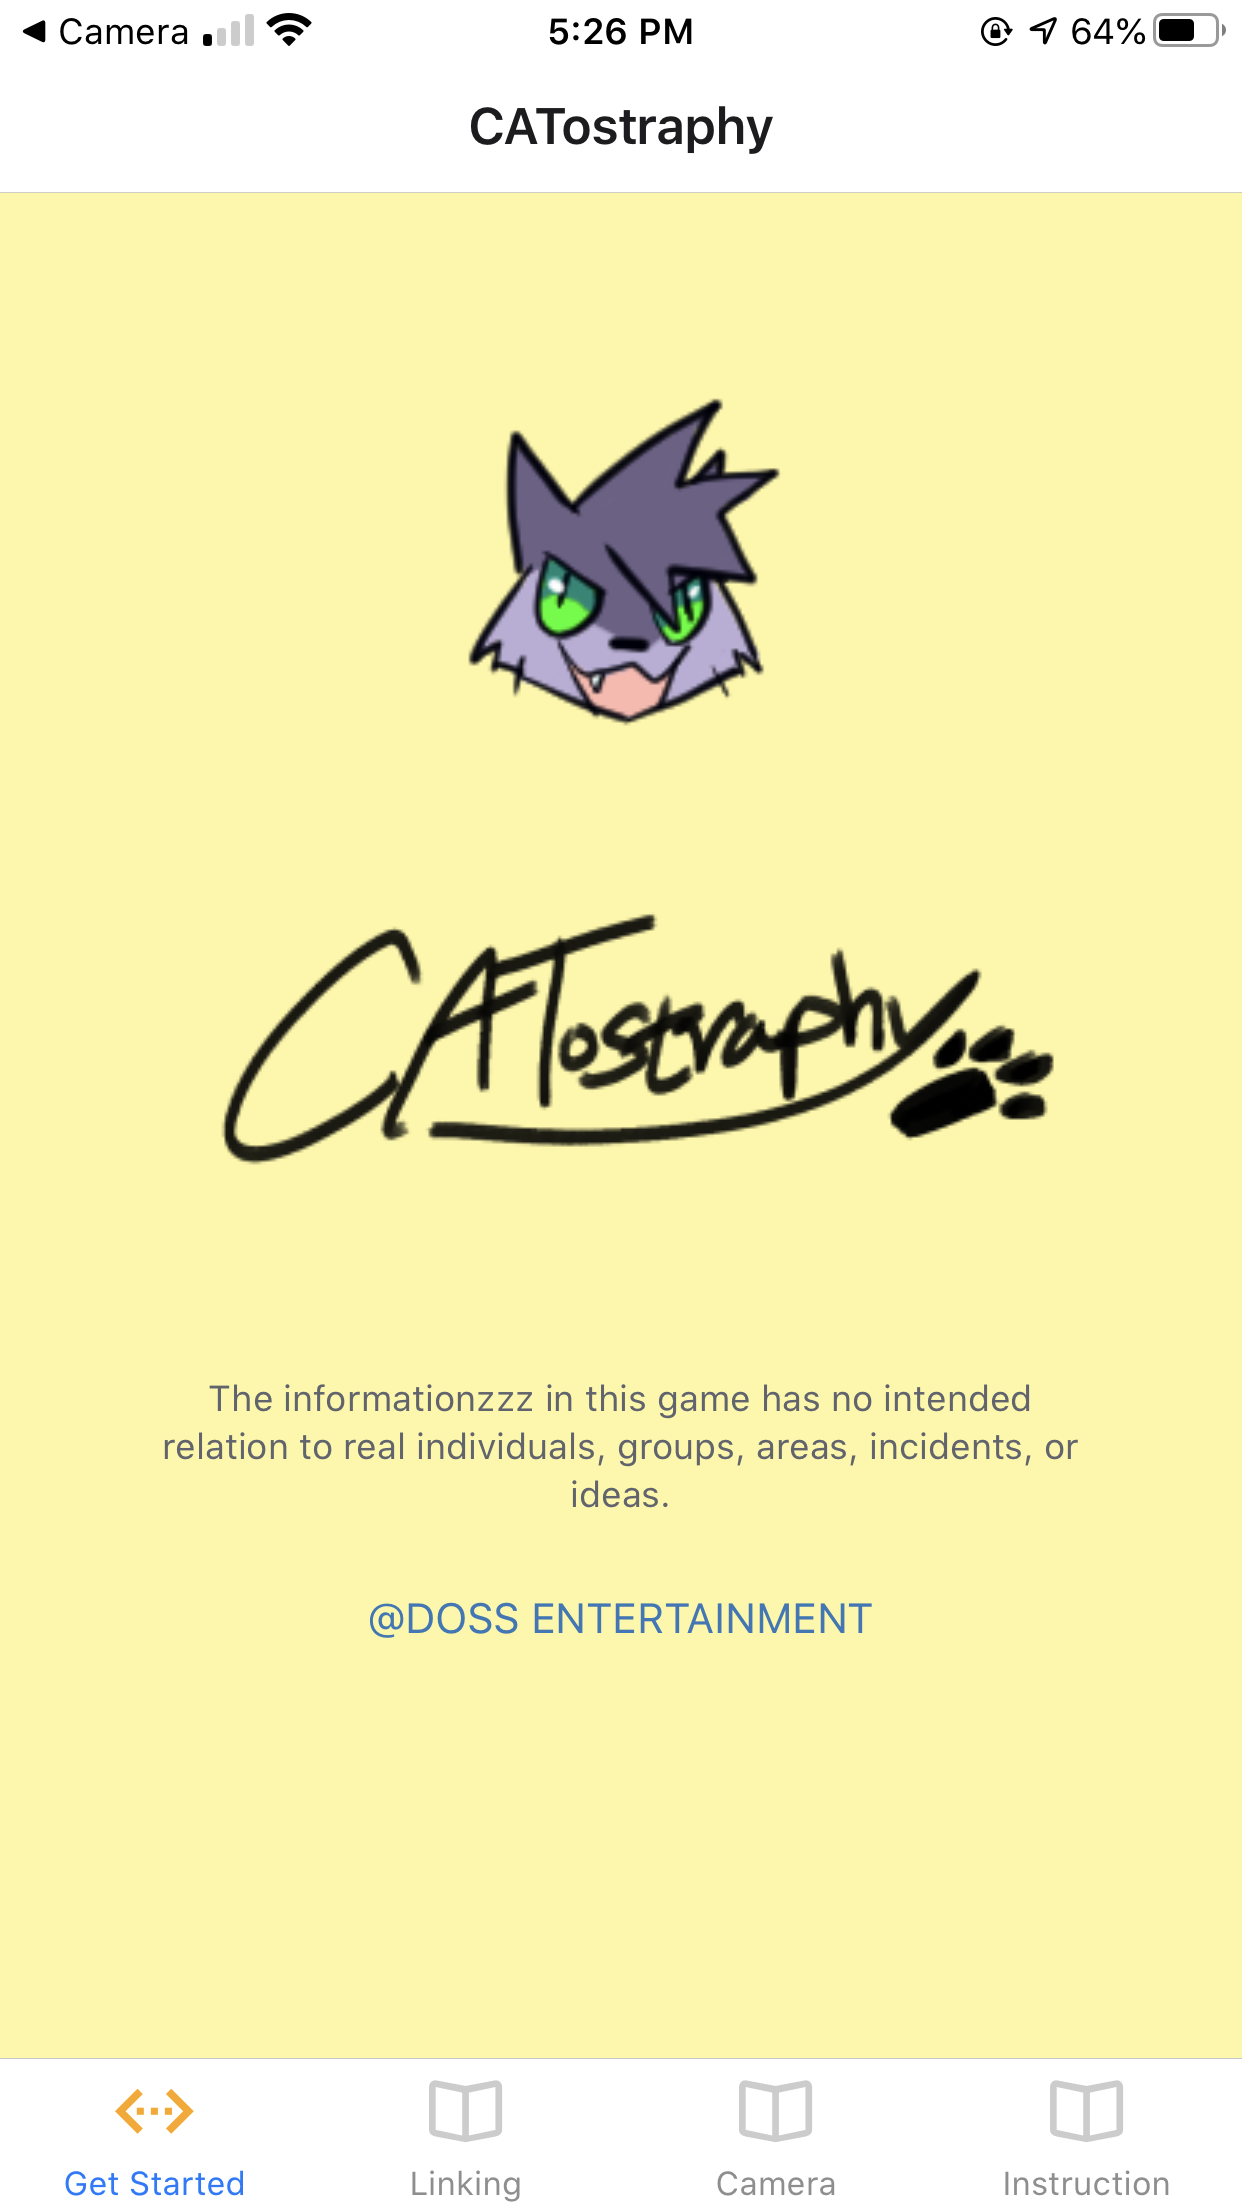 Camera 5:26 PM 64%
CATostraphy
CATostraphy
The informationzzz in this game has no intended
relation to real individuals, groups, areas, incidents, or
ideas.
@DOSS ENTERTAINMENT
Get Started Linking Camera Instruction